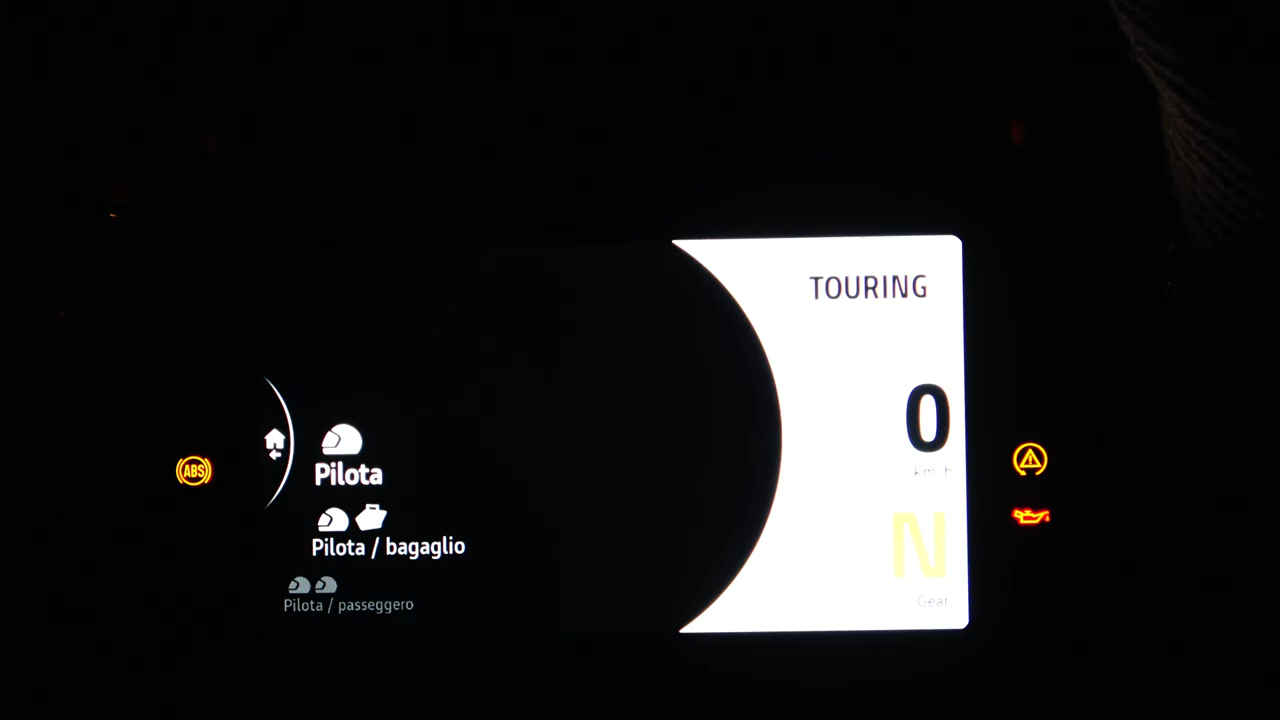 TOURING
0
km/h
N
Gear
ABS
Pilota
Pilota / bagaglio
Pilota / passeggero